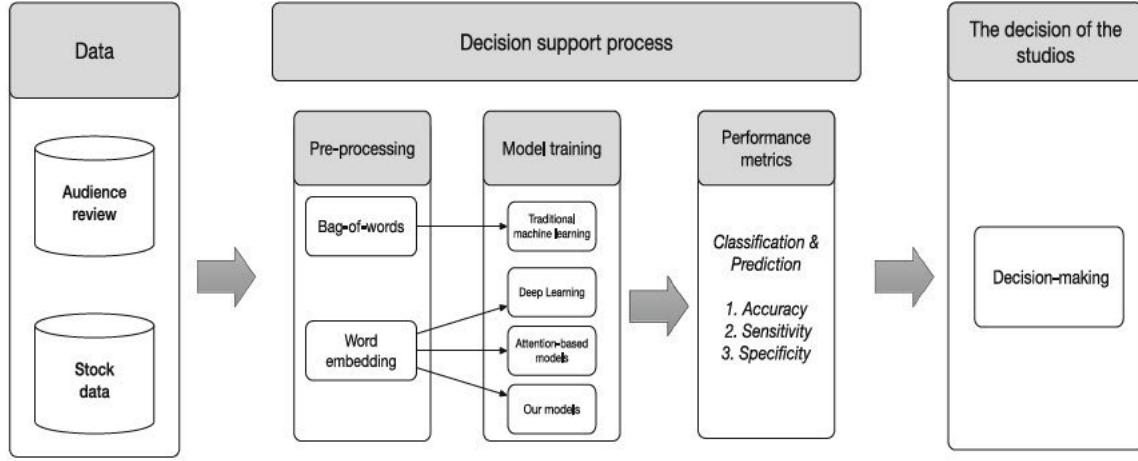 Data
Audience
review
Stock
data
Decision support process
Pre-processing
Bag-of-words
Word
embedding
Model training
Traditional
machine learning
Deep Learning
Attention-based
models
Our models
Performance
metrics
Classification &
Prediction
1. Accuracy
2. Sensitivity
3. Specificity
The decision of the
studios
Decision-making